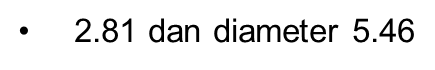 • 2.81 dan diameter 5.46